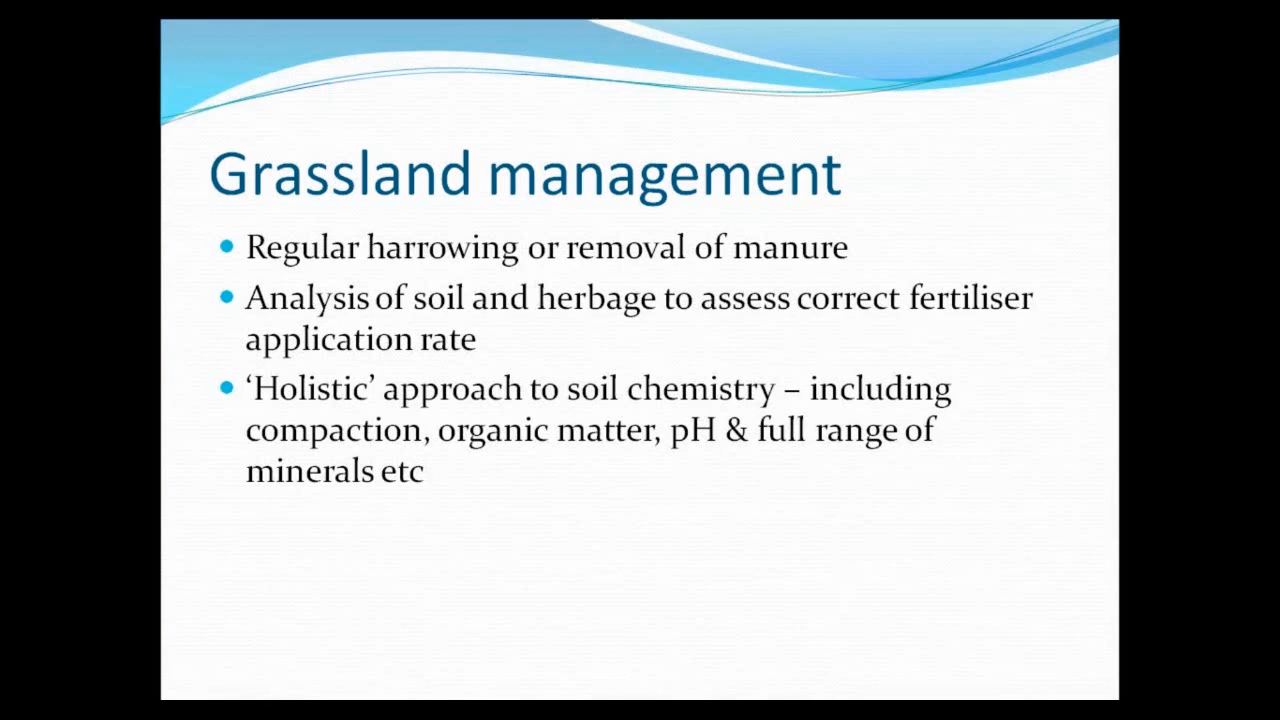 Grassland management
• Regular harrowing or removal of manure
• Analysis of soil and herbage to assess correct fertiliser
application rate
• ‘Holistic’ approach to soil chemistry – including
compaction, organic matter, pH & full range of
minerals etc